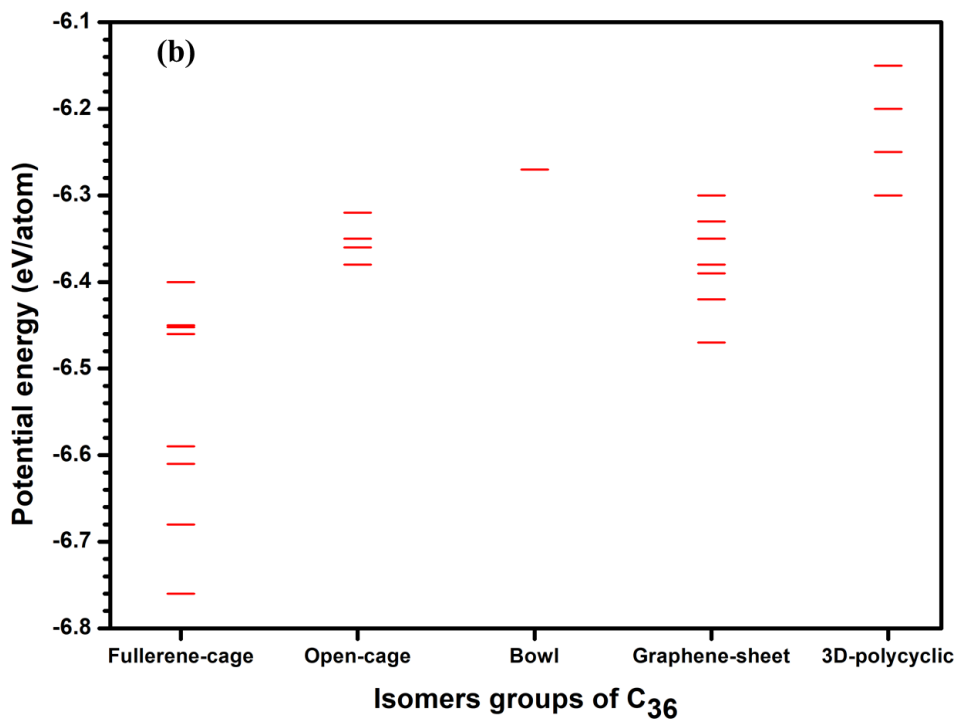 (b)
Potential energy (eV/atom)
-6.1
-6.2
-6.3
-6.4
-6.5
-6.6
-6.7
-6.8
Fullerene-cage Open-cage Bowl Graphene-sheet 3D-polycyclic
Isomers groups of C36